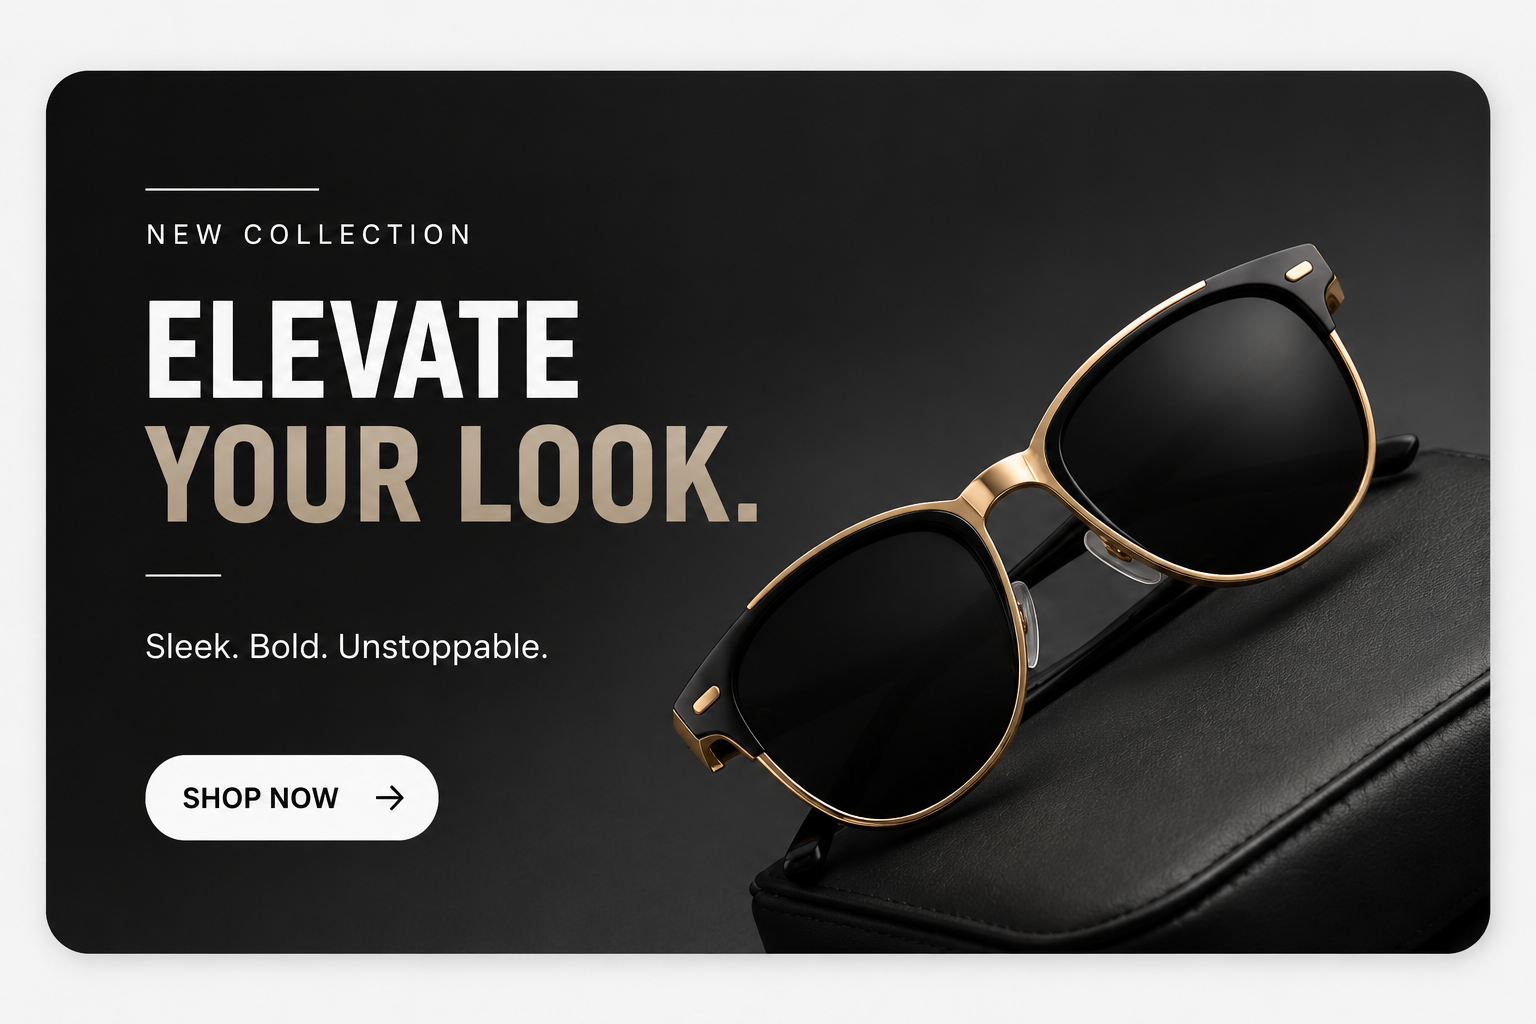 NEW COLLECTION
ELEVATE
YOUR LOOK.
Sleek. Bold. Unstoppable.
SHOP NOW →